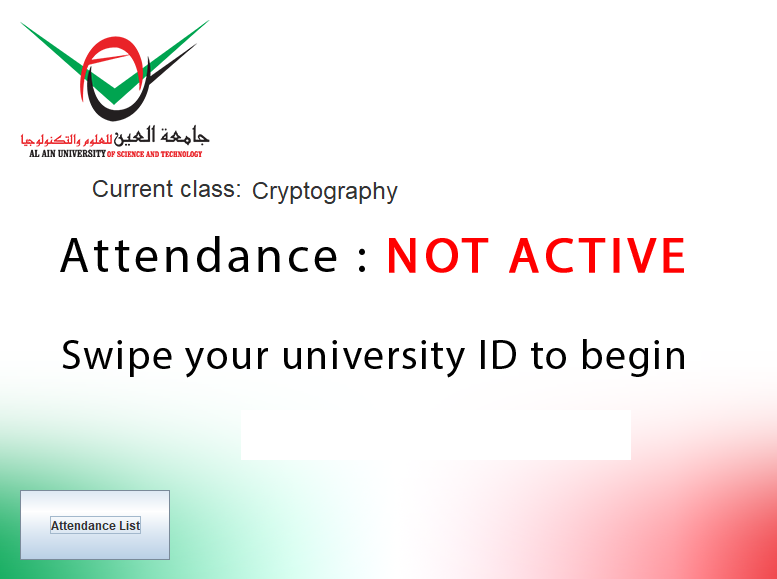 جامعة العين للعلوم والتكنولوجيا
AL AIN UNIVERSITY OF SCIENCE AND TECHNOLOGY
Current class: Cryptography
Attendance : NOT ACTIVE
Swipe your university ID to begin
Attendance List